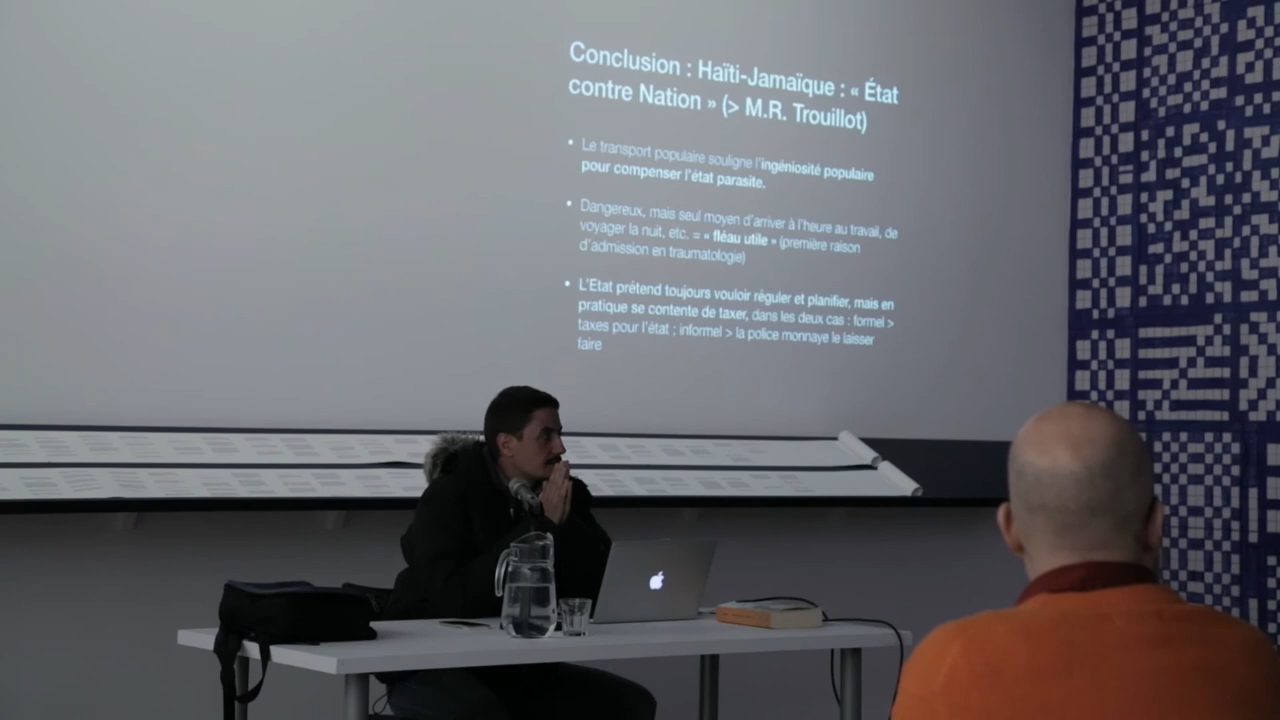 Conclusion : Haïti-Jamaïque : « État
contre Nation » (> M.R. Trouillot)
• Le transport populaire souligne l'ingéniosité populaire
pour compenser l'état parasite.
• Dangereux, mais seul moyen d'arriver à l'heure au travail, de
voyager la nuit, etc. = « fléau utile » (première raison
d'admission en traumatologie)
• L'Etat prétend toujours vouloir réguler et planifier, mais en
pratique se contente de taxer, dans les deux cas : formel >
taxes pour l'état ; informel > la police monnaye le laisser
faire